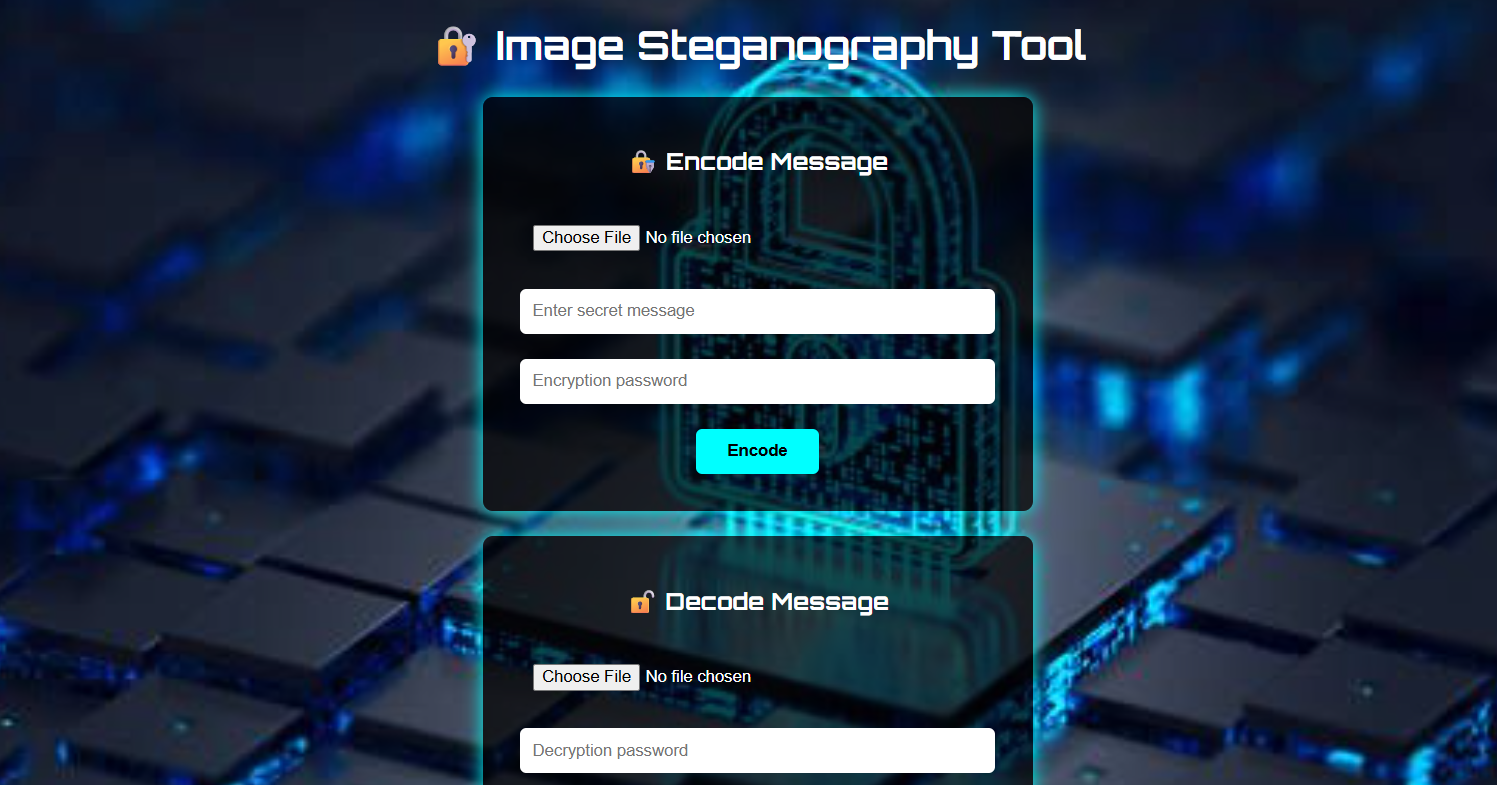 Image Steganography Tool
Encode Message
Choose File No file chosen
Enter secret message
Encryption password
Encode
Decode Message
Choose File No file chosen
Decryption password